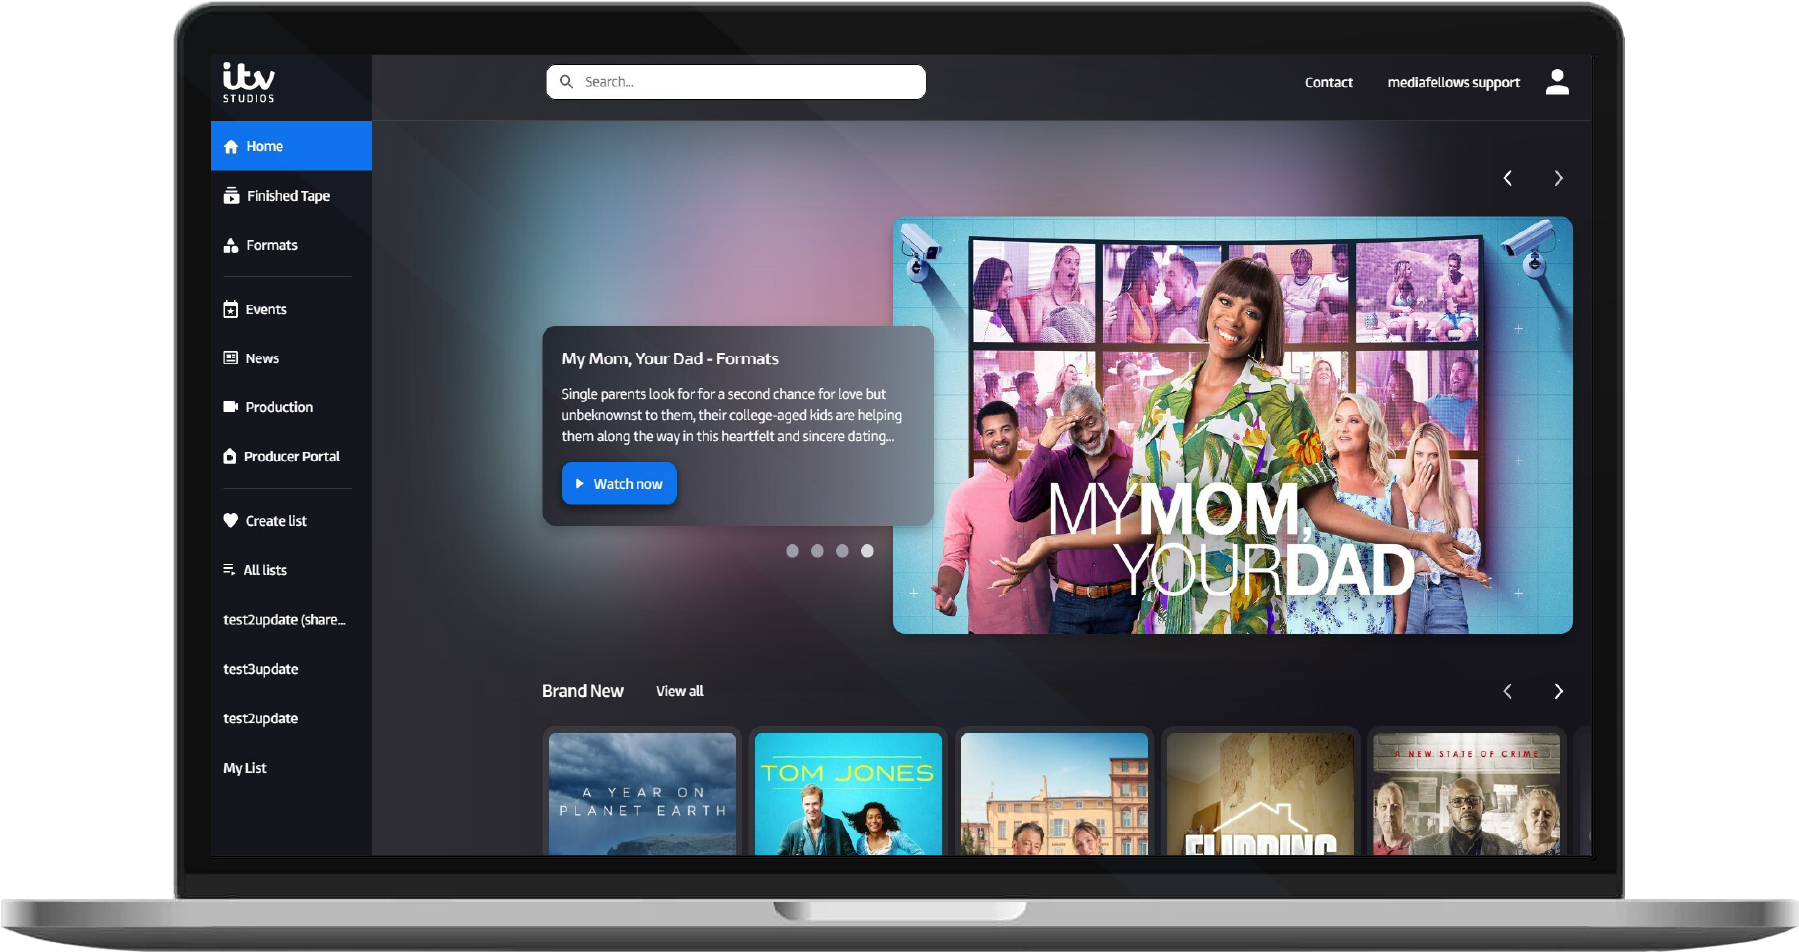 itv
STUDIOS
Search...
Contact
mediafellows support
Home
Finished Tape
Formats
Events
News
Production
Producer Portal
Create list
All lists
test2update (share...
test3update
test2update
My List
My Mom, Your Dad - Formats
Single parents look for for a second chance for love but
unbeknownst to them, their college-aged kids are helping
them along the way in this heartfelt and sincere dating...
Watch now
MY MOM,
YOUR DAD
Brand New
View all
A YEAR ON
PLANET EARTH
TOM JONES
A NEW STATE OF CRIME